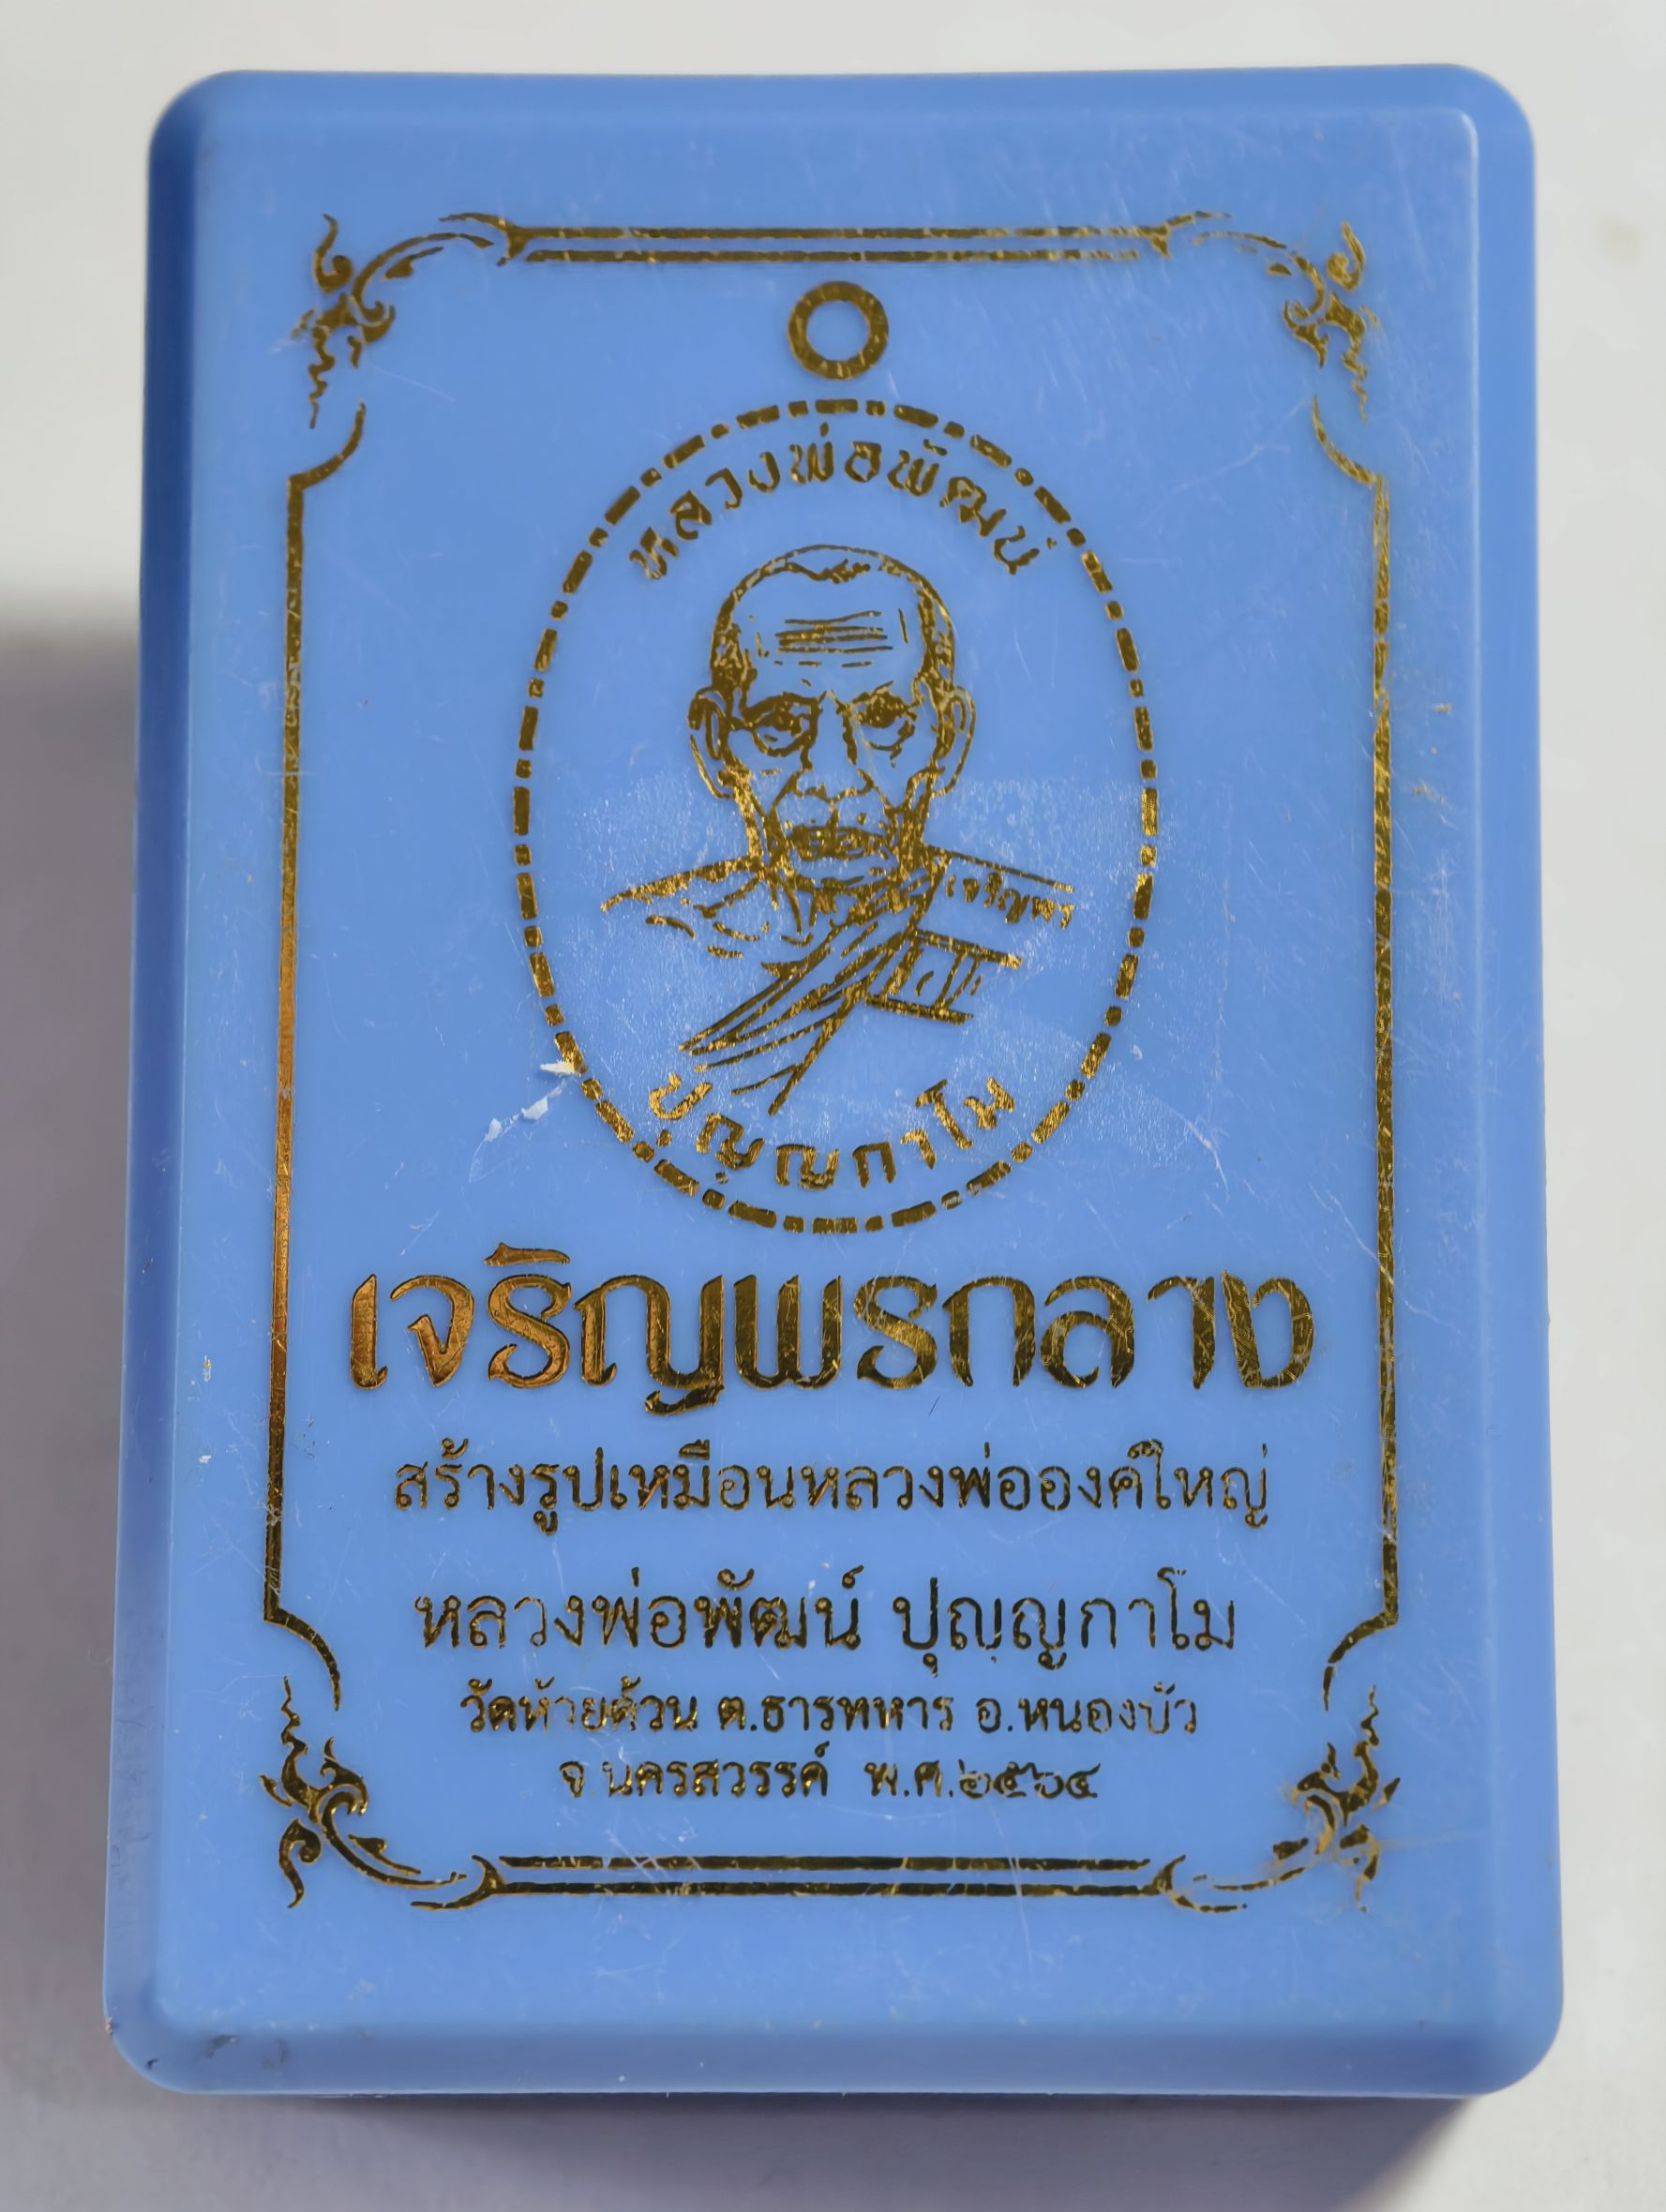 หลวงพ่อพัฒน์
เจริญพร
ปุญญกาโม
เจริญพรกลาง
สร้างรูปเหมือนหลวงพ่อองค์ใหญ่
หลวงพ่อพัฒน์ ปุญญกาโม
วัดห้วยด้วน ต.ธารทหาร อ.หนองบัว
จ.นครสวรรค์ พ.ศ.๒๕๖๔